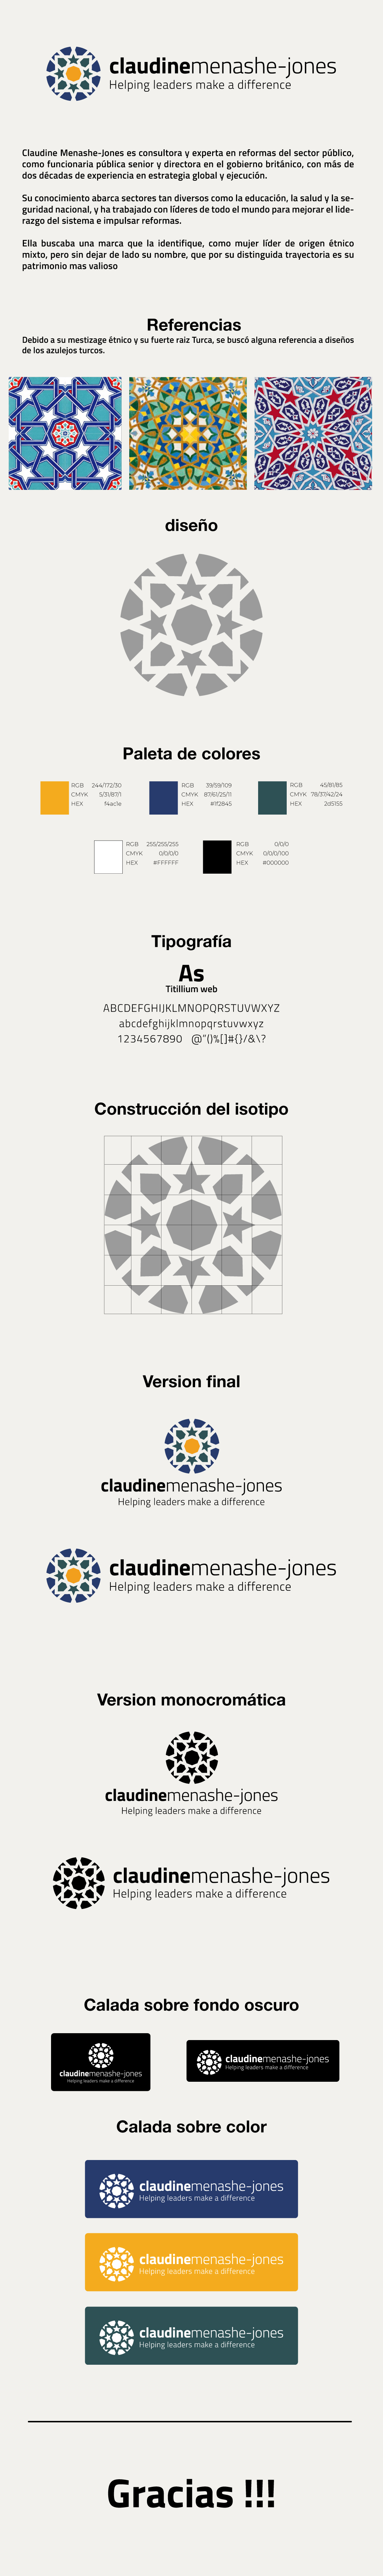 claudinemenashe-jones
Helping leaders make a difference
Claudine Menashe-Jones es consultora y experta en reformas del sector público,
como funcionaria pública senior y directora en el gobierno británico, con más de
dos décadas de experiencia en estrategia global y ejecución.
Su conocimiento abarca sectores tan diversos como la educación, la salud y la se-
guridad nacional, y ha trabajado con líderes de todo el mundo para mejorar el lide-
razgo del sistema e impulsar reformas.
Ella buscaba una marca que la identifique, como mujer líder de origen étnico
mixto, pero sin dejar de lado su nombre, que por su distinguida trayectoria es su
patrimonio mas valioso
Referencias
Debido a su mestizage étnico y su fuerte raiz Turca, se buscó alguna referencia a diseños
de los azulejos turcos.
diseño
Paleta de colores
RGB 244/172/30
CMYK 5/31/87/1
HEX f4ac1e
RGB 39/59/109
CMYK 87/61/25/11
HEX #1f2845
RGB 45/81/85
CMYK 78/37/42/24
HEX 2d5155
RGB 255/255/255
CMYK 0/0/0/0
HEX #FFFFFF
RGB 0/0/0
CMYK 0/0/0/100
HEX #000000
Tipografía
As
Titillium web
ABCDEFGHIJKLMNOPQRSTUVWXYZ
abcdefghijklmnopqrstuvwxyz
1234567890 @"()%[]#{}/&\?
Construcción del isotipo
Version final
claudinemenashe-jones
Helping leaders make a difference
claudinemenashe-jones
Helping leaders make a difference
Version monocromática
claudinemenashe-jones
Helping leaders make a difference
claudinemenashe-jones
Helping leaders make a difference
Calada sobre fondo oscuro
claudinemenashe-jones
Helping leaders make a difference
claudinemenashe-jones
Helping leaders make a difference
Calada sobre color
claudinemenashe-jones
Helping leaders make a difference
claudinemenashe-jones
Helping leaders make a difference
claudinemenashe-jones
Helping leaders make a difference
Gracias !!!